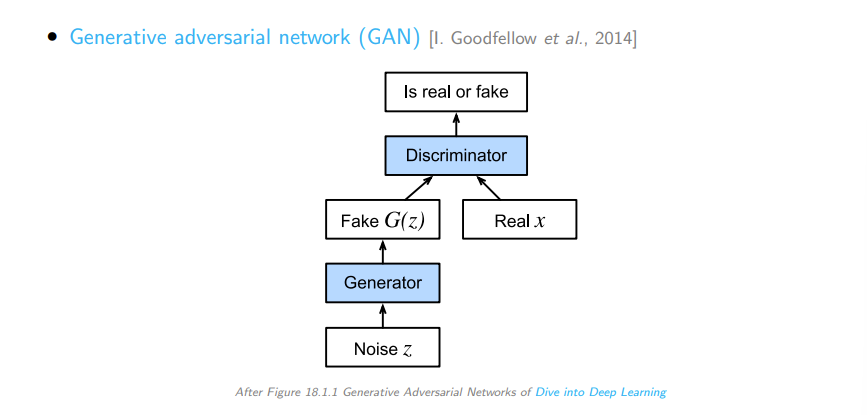 • Generative adversarial network (GAN) [I. Goodfellow et al., 2014]
Is real or fake
Discriminator
Fake G(z)
Real x
Generator
Noise z
After Figure 18.1.1 Generative Adversarial Networks of Dive into Deep Learning